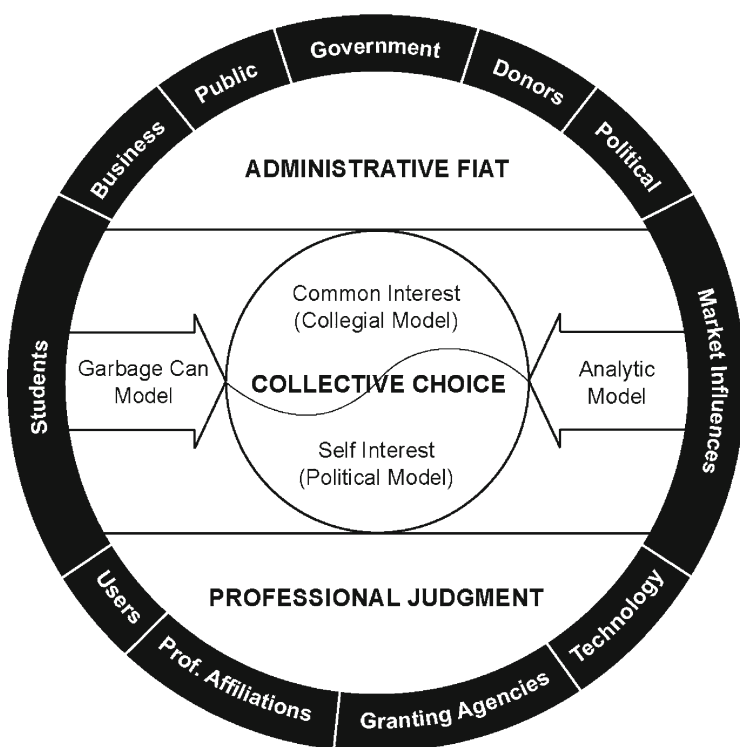 Government
Public
Donors
Business
Political
ADMINISTRATIVE FIAT
Common Interest
(Collegial Model)
Students
Garbage Can
Model
COLLECTIVE CHOICE
Analytic
Model
Market Influences
Self Interest
(Political Model)
PROFESSIONAL JUDGMENT
Users
Technology
Prof. Affiliations
Granting Agencies